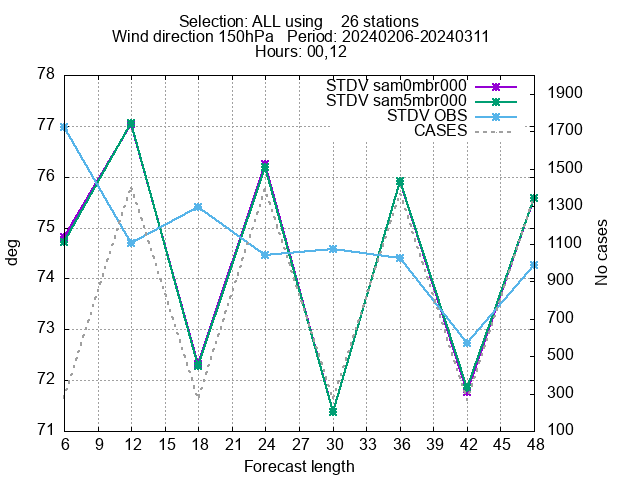 Selection: ALL using    26 stations
Wind direction 150hPa   Period: 20240206-20240311
Hours: 00,12
STDV sam0mbr000
STDV sam5mbr000
STDV OBS
CASES
78
77
76
75
74
73
72
71
deg
1900
1700
1500
1300
1100
900
700
500
300
100
No cases
6 9 12 15 18 21 24 27 30 33 36 39 42 45 48
Forecast length